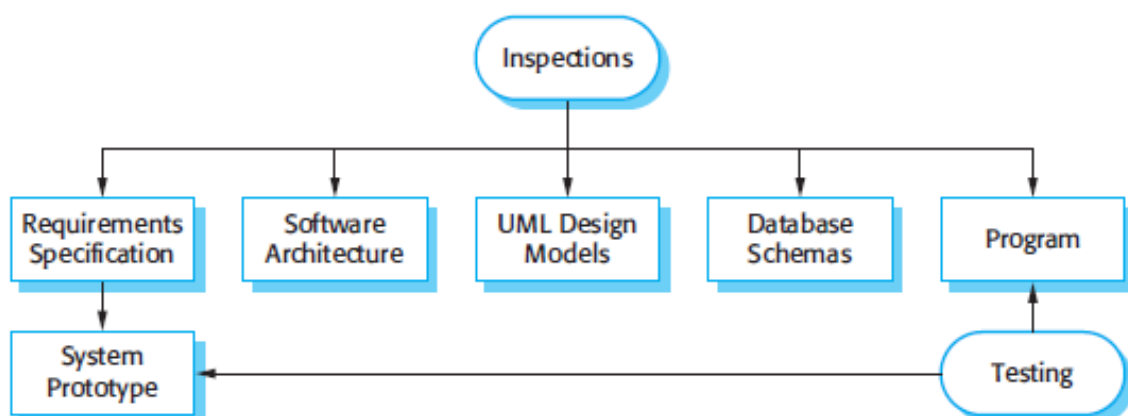 Inspections
Requirements
Specification
Software
Architecture
UML Design
Models
Database
Schemas
Program
System
Prototype
Testing